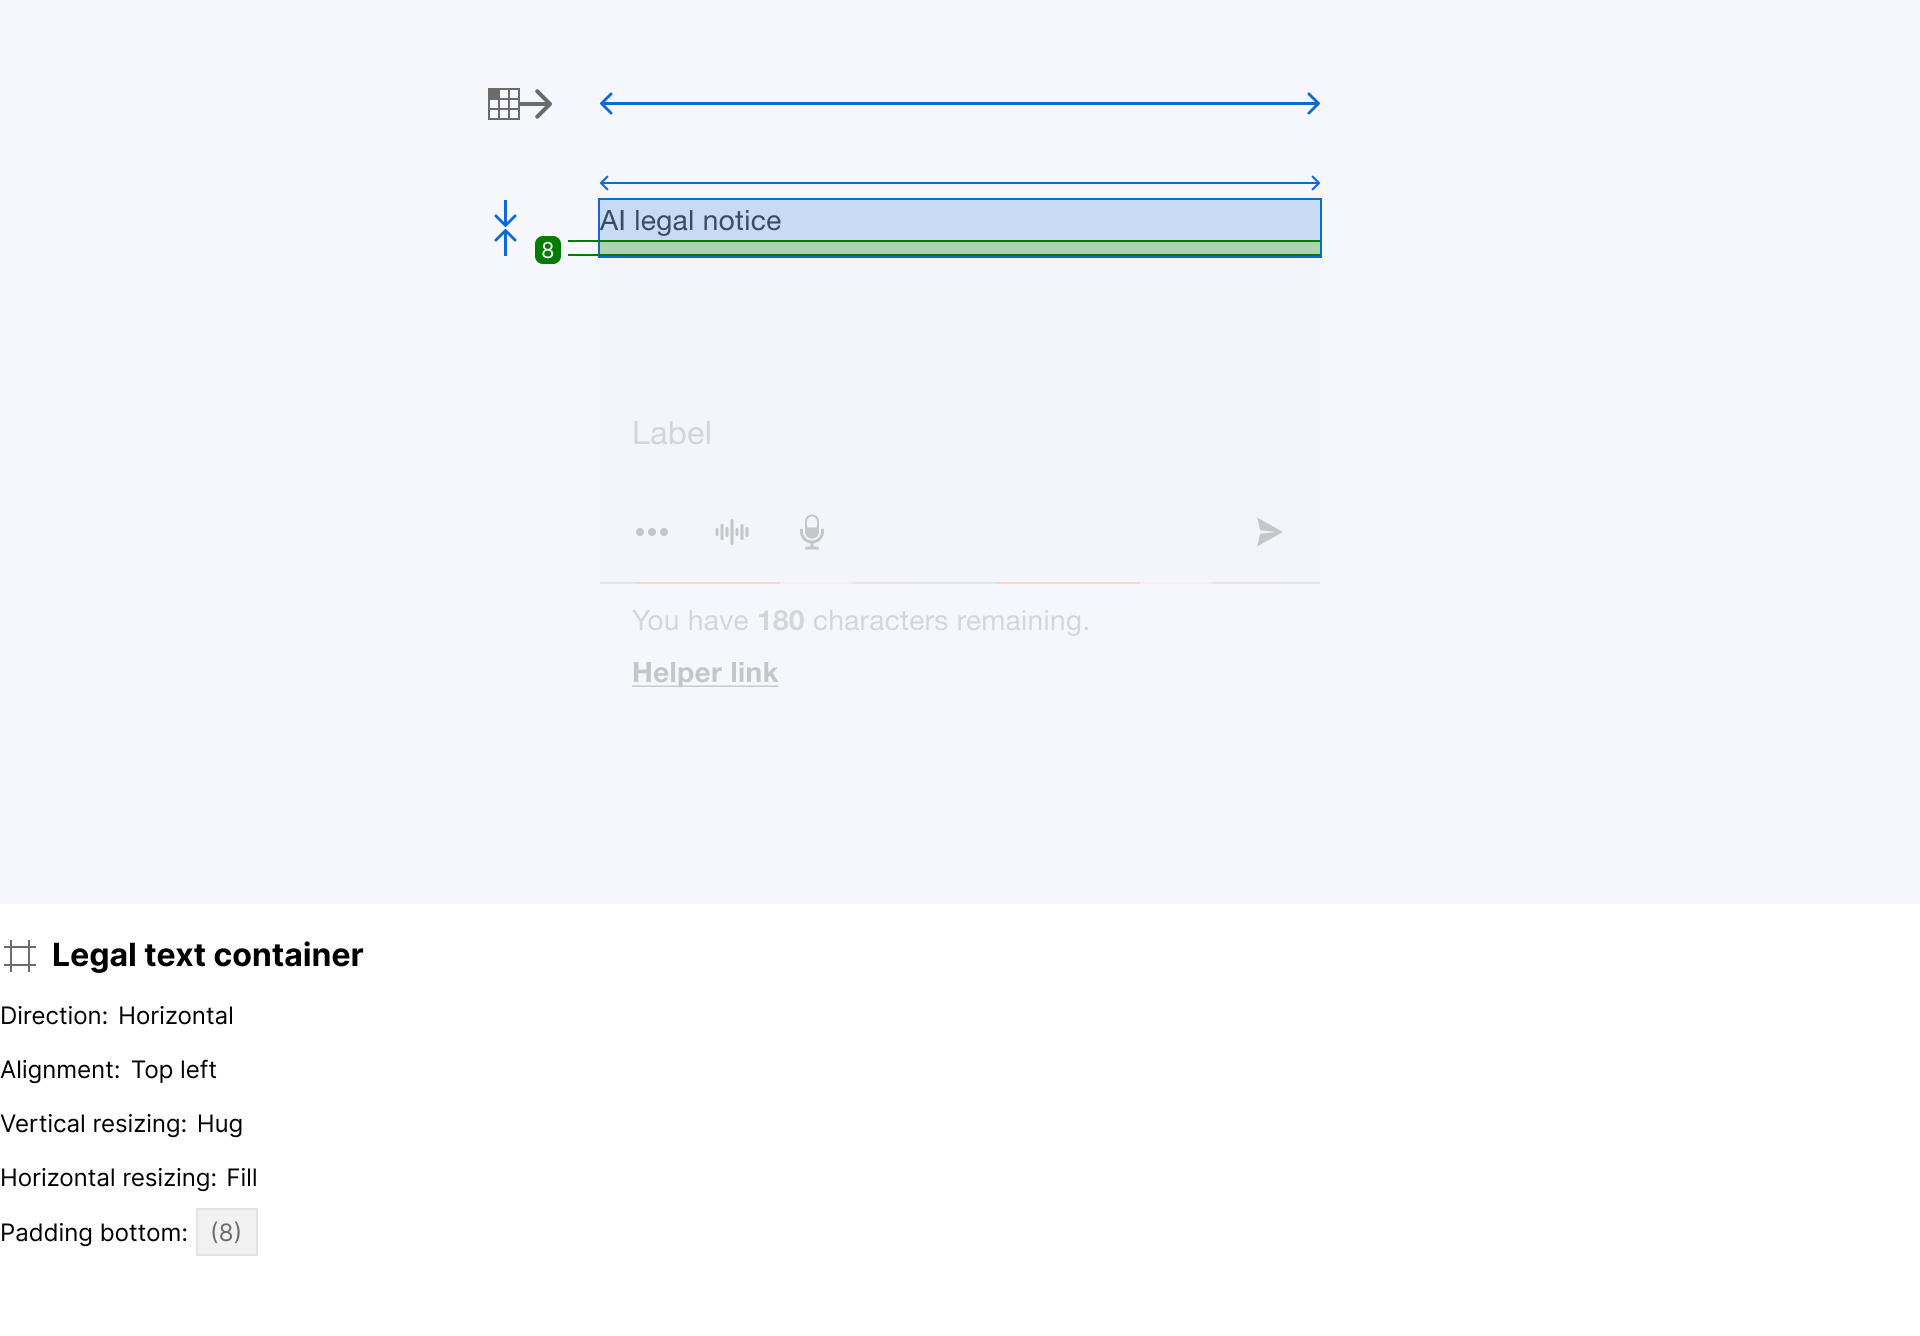 AI legal notice
8
Label
You have 180 characters remaining.
Helper link
Legal text container
Direction: Horizontal
Alignment: Top left
Vertical resizing: Hug
Horizontal resizing: Fill
Padding bottom: (8)